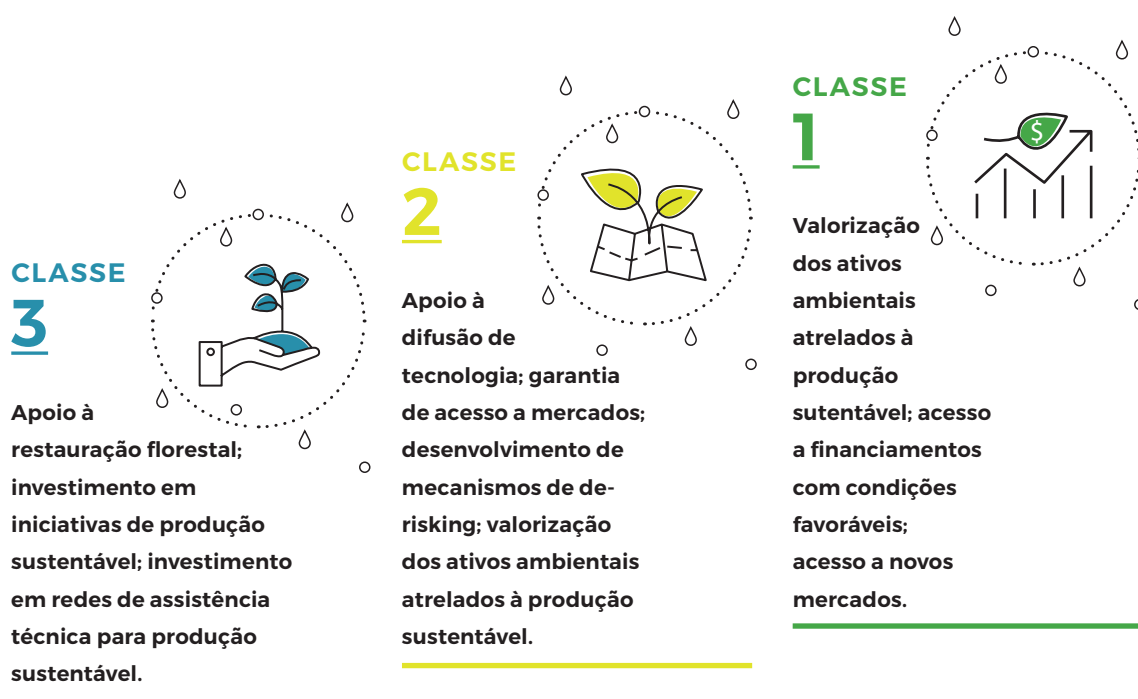 CLASSE
3
Apoio à
restauração florestal;
investimento em
iniciativas de produção
sustentável; investimento
em redes de assistência
técnica para produção
sustentável.
CLASSE
2
Apoio à
difusão de
tecnologia; garantia
de acesso a mercados;
desenvolvimento de
mecanismos de de-
risking; valorização
dos ativos ambientais
atrelados à produção
sustentável.
CLASSE
1
$
Valorização
dos ativos
ambientais
atrelados à
produção
sutentável; acesso
a financiamentos
com condições
favoráveis;
acesso a novos
mercados.